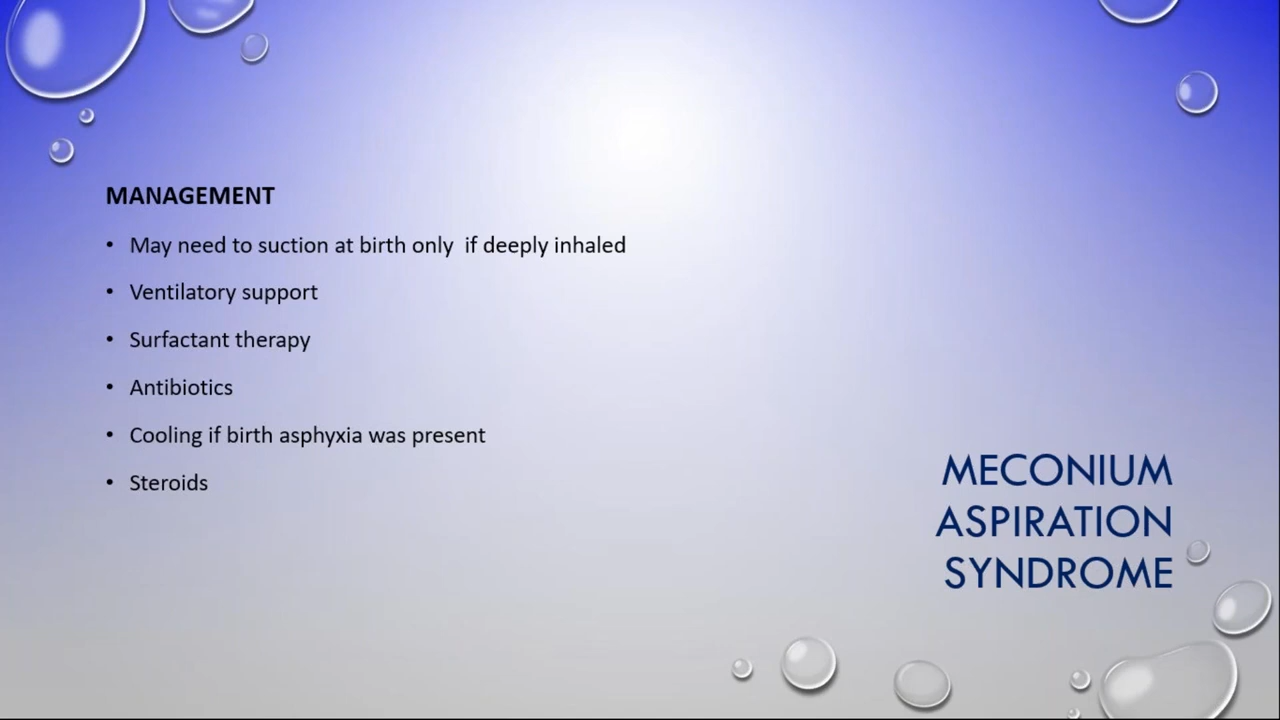 MANAGEMENT
• May need to suction at birth only  if deeply inhaled
• Ventilatory support
• Surfactant therapy
• Antibiotics
• Cooling if birth asphyxia was present
• Steroids
MECONIUM
ASPIRATION
SYNDROME